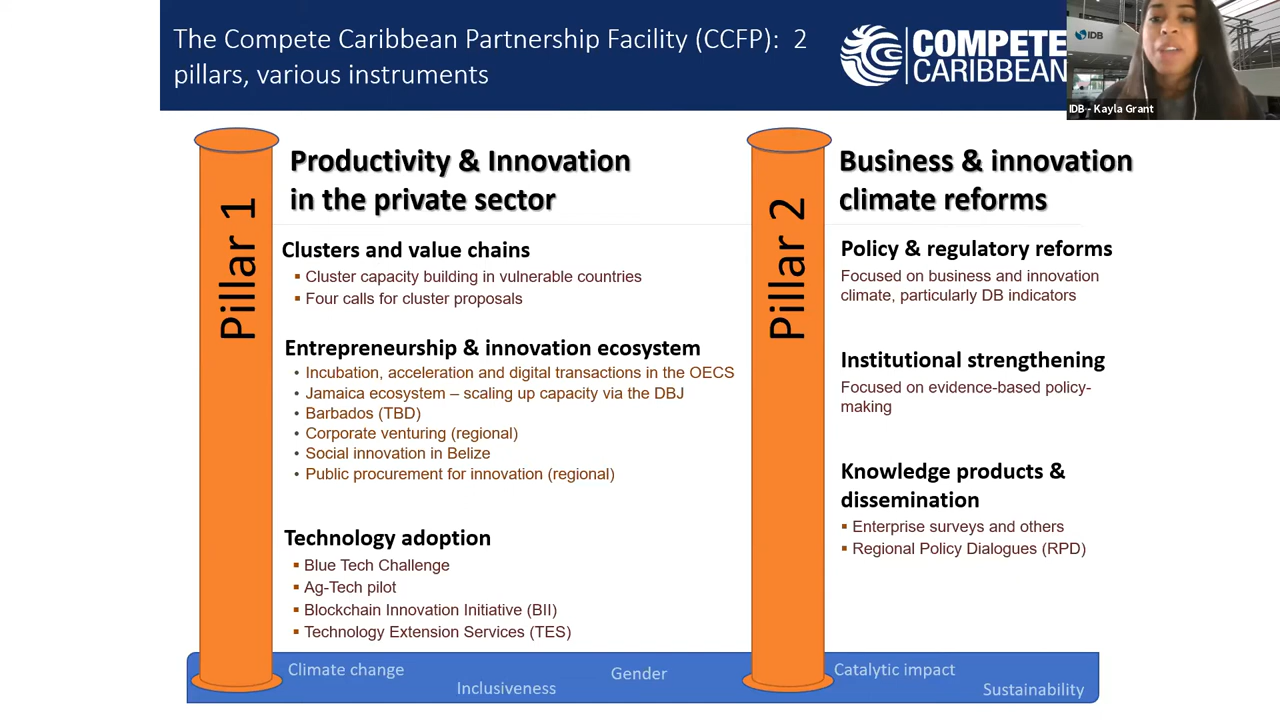 The Compete Caribbean Partnership Facility (CCFP): 2
pillars, various instruments
COMPETE
CARIBBEAN
IDB
IDB - Kayla Grant
Pillar 1
Productivity & Innovation
in the private sector
Clusters and value chains
▪ Cluster capacity building in vulnerable countries
▪ Four calls for cluster proposals
Entrepreneurship & innovation ecosystem
• Incubation, acceleration and digital transactions in the OECS
• Jamaica ecosystem – scaling up capacity via the DBJ
• Barbados (TBD)
• Corporate venturing (regional)
• Social innovation in Belize
• Public procurement for innovation (regional)
Technology adoption
▪ Blue Tech Challenge
▪ Ag-Tech pilot
▪ Blockchain Innovation Initiative (BII)
▪ Technology Extension Services (TES)
Pillar 2
Business & innovation
climate reforms
Policy & regulatory reforms
Focused on business and innovation
climate, particularly DB indicators
Institutional strengthening
Focused on evidence-based policy-
making
Knowledge products &
dissemination
▪ Enterprise surveys and others
▪ Regional Policy Dialogues (RPD)
Climate change
Inclusiveness
Gender
Catalytic impact
Sustainability